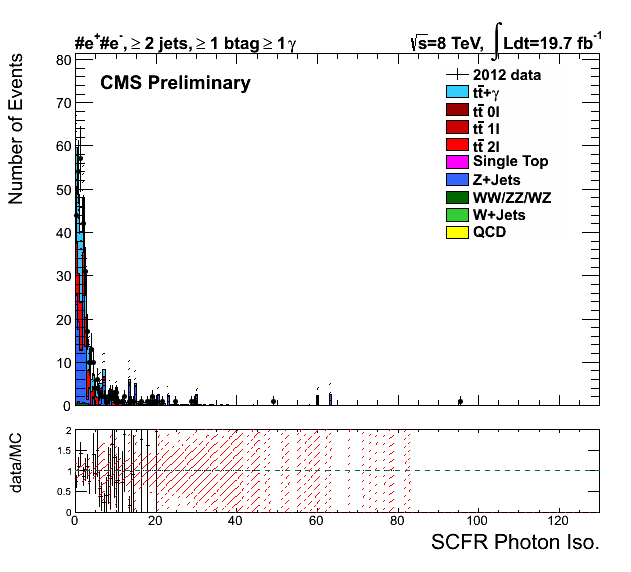 #e⁺#e⁻, ≥ 2 jets, ≥ 1 btag ≥ 1 γ
√s=8 TeV, ∫ Ldt=19.7 fb⁻¹
CMS Preliminary
2012 data
tt̄+γ
tt̄ 0l
tt̄ 1l
tt̄ 2l
Single Top
Z+Jets
WW/ZZ/WZ
W+Jets
QCD
Number of Events
80
70
60
50
40
30
20
10
0
data/MC
2
1.5
1
0.5
0
0 20 40 60 80 100 120
SCFR Photon Iso.